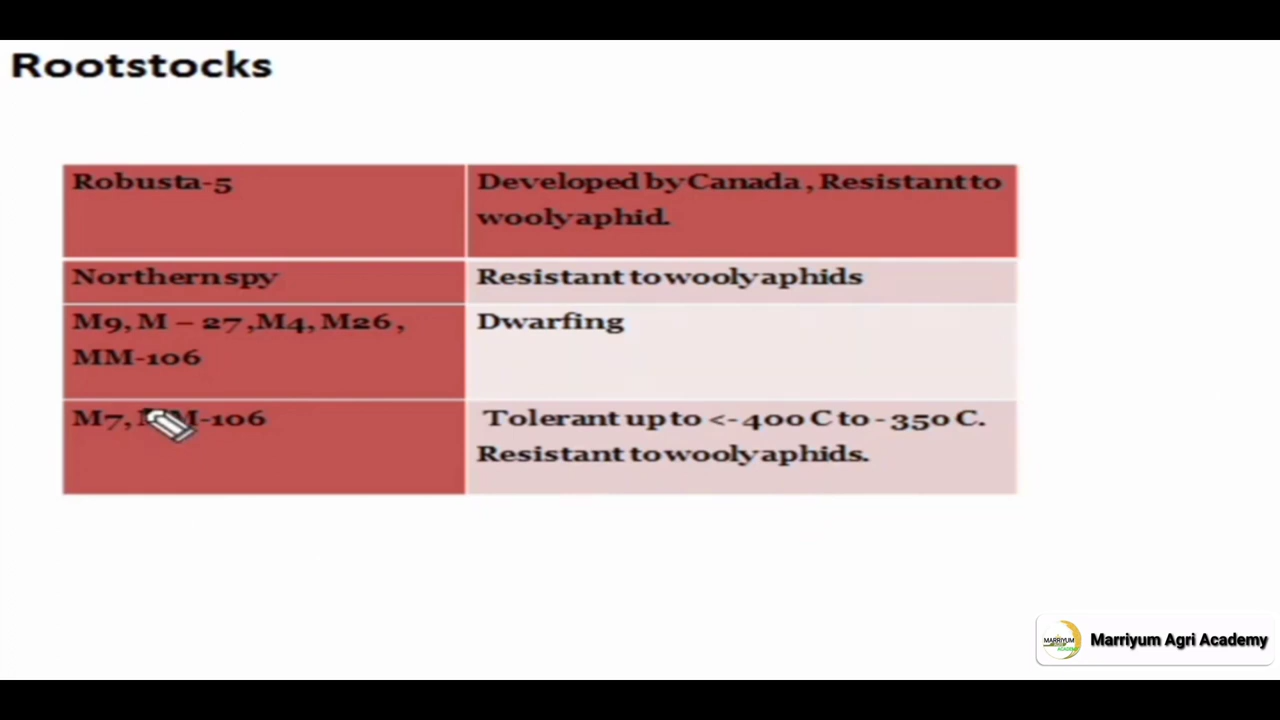 Rootstocks
Robusta-5
Developed by Canada , Resistant to
wooly aphid.
Northern spy
Resistant to wooly aphids
M9, M – 27 ,M4, M26 ,
MM-106
Dwarfing
M7, M-106
Tolerant up to <- 400 C to - 350 C.
Resistant to wooly aphids.
MARRIYUM
ACADEMY
Marriyum Agri Academy